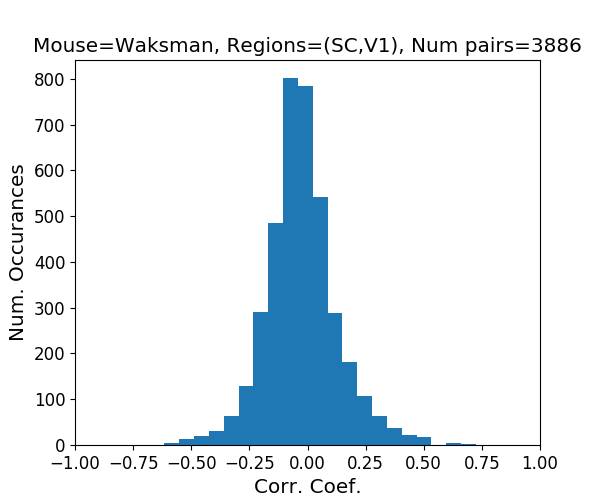 Mouse=Waksman, Regions=(SC,V1), Num pairs=3886
800
700
600
500
400
300
200
100
0
Num. Occurances
−1.00 −0.75 −0.50 −0.25 0.00 0.25 0.50 0.75 1.00
Corr. Coef.